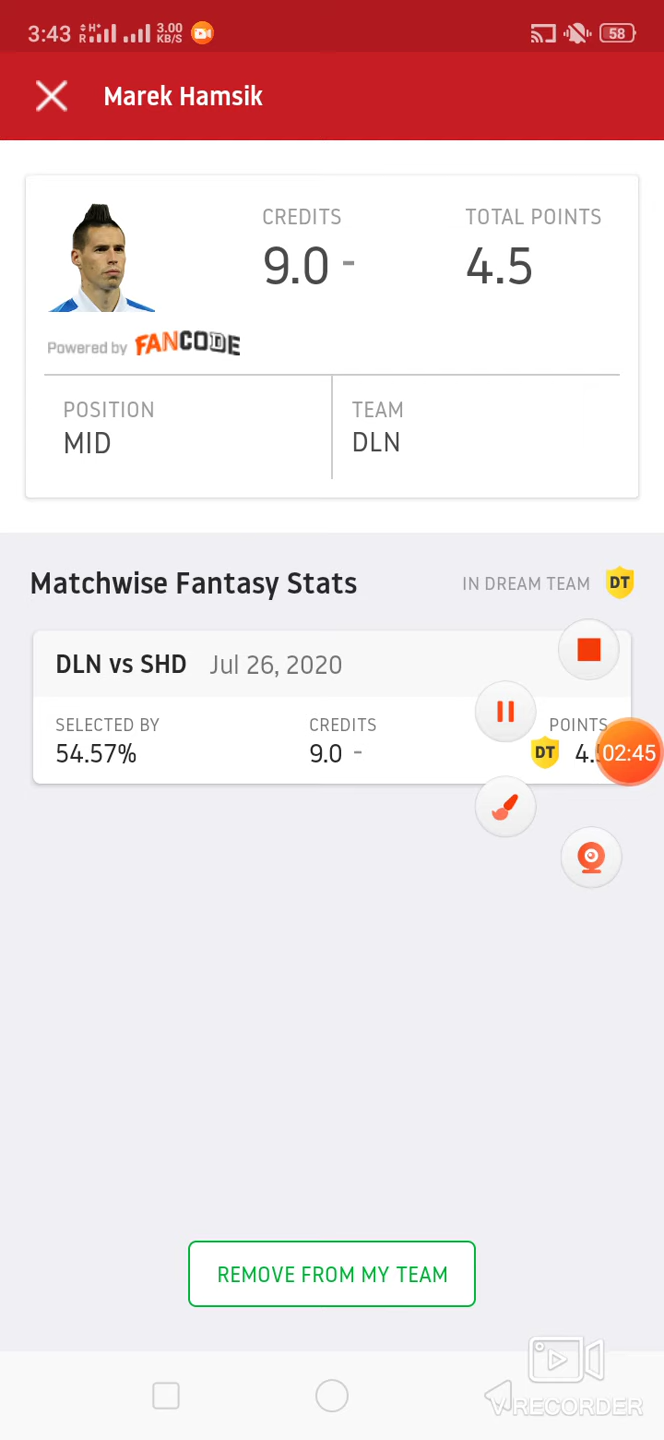 3:43 R H+ 3.00 KB/S 58
Marek Hamsik
CREDITS TOTAL POINTS
9.0 - 4.5
Powered by FANCODE
POSITION TEAM
MID DLN
Matchwise Fantasy Stats IN DREAM TEAM DT
DLN vs SHD Jul 26, 2020
SELECTED BY CREDITS POINTS
54.57% 9.0 - DT 4. 02:45
REMOVE FROM MY TEAM
VRECORDER